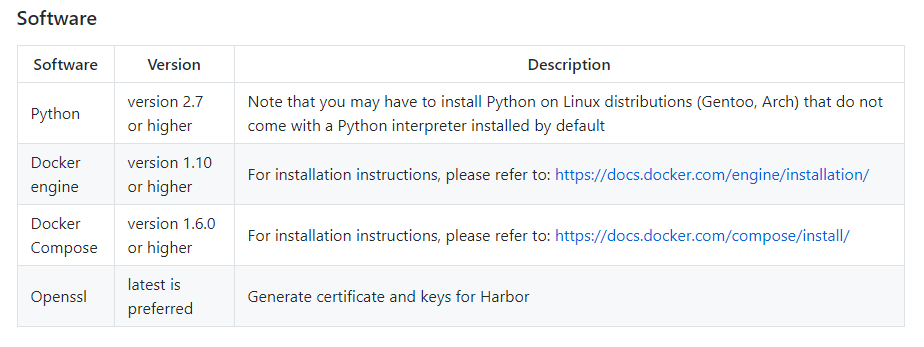 Software
Software Version Description
Python
version 2.7
or higher
Note that you may have to install Python on Linux distributions (Gentoo, Arch) that do not
come with a Python interpreter installed by default
Docker
engine
version 1.10
or higher
For installation instructions, please refer to: https://docs.docker.com/engine/installation/
Docker
Compose
version 1.6.0
or higher
For installation instructions, please refer to: https://docs.docker.com/compose/install/
Openssl
latest is
preferred
Generate certificate and keys for Harbor